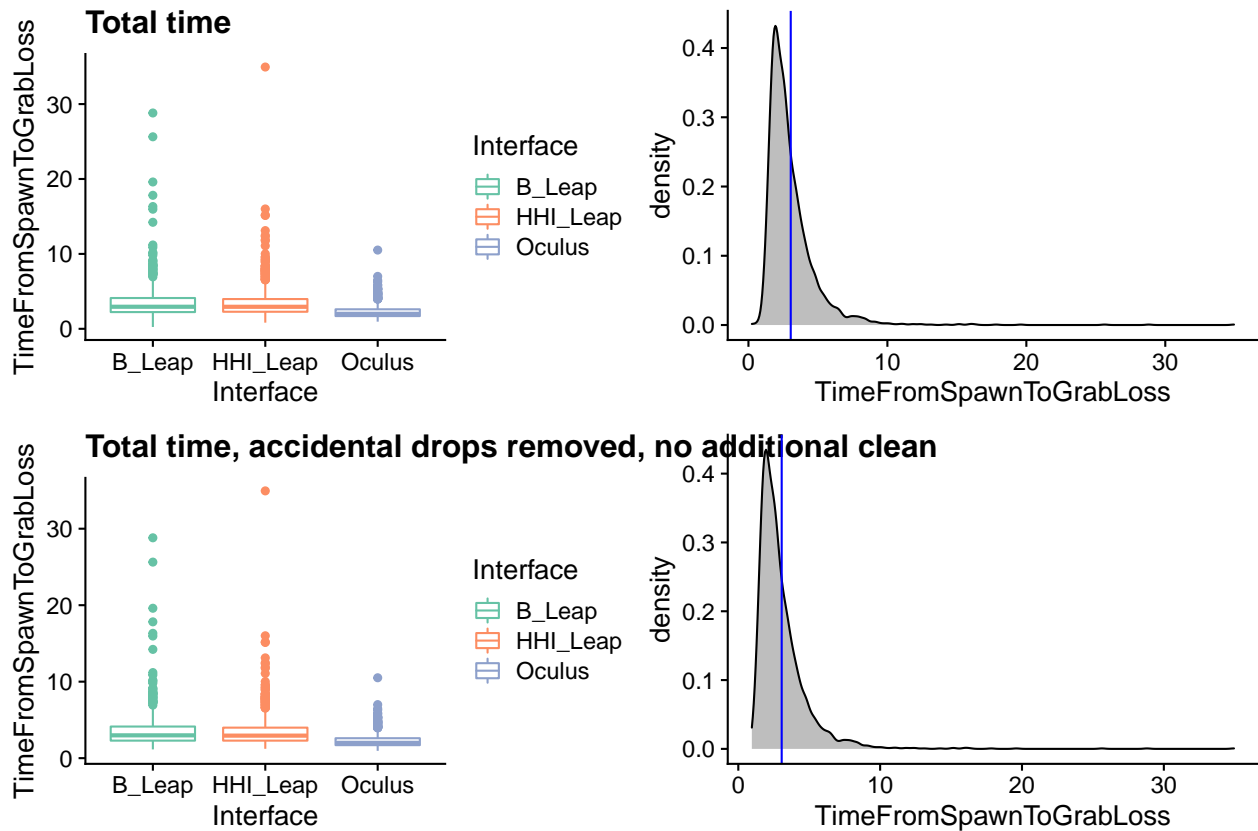 Total time
TimeFromSpawnToGrabLoss
30
20
10
0
B_Leap HHI_Leap Oculus
Interface
Interface
B_Leap
HHI_Leap
Oculus
density
0.4
0.3
0.2
0.1
0.0
0 10 20 30
TimeFromSpawnToGrabLoss
Total time, accidental drops removed, no additional clean
TimeFromSpawnToGrabLoss
30
20
10
0
B_Leap HHI_Leap Oculus
Interface
Interface
B_Leap
HHI_Leap
Oculus
density
0.4
0.3
0.2
0.1
0.0
0 10 20 30
TimeFromSpawnToGrabLoss